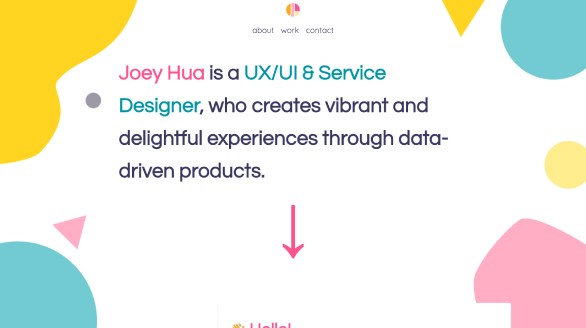 about work contact
Joey Hua is a UX/UI & Service
Designer, who creates vibrant and
delightful experiences through data-
driven products.
👋 Hello!